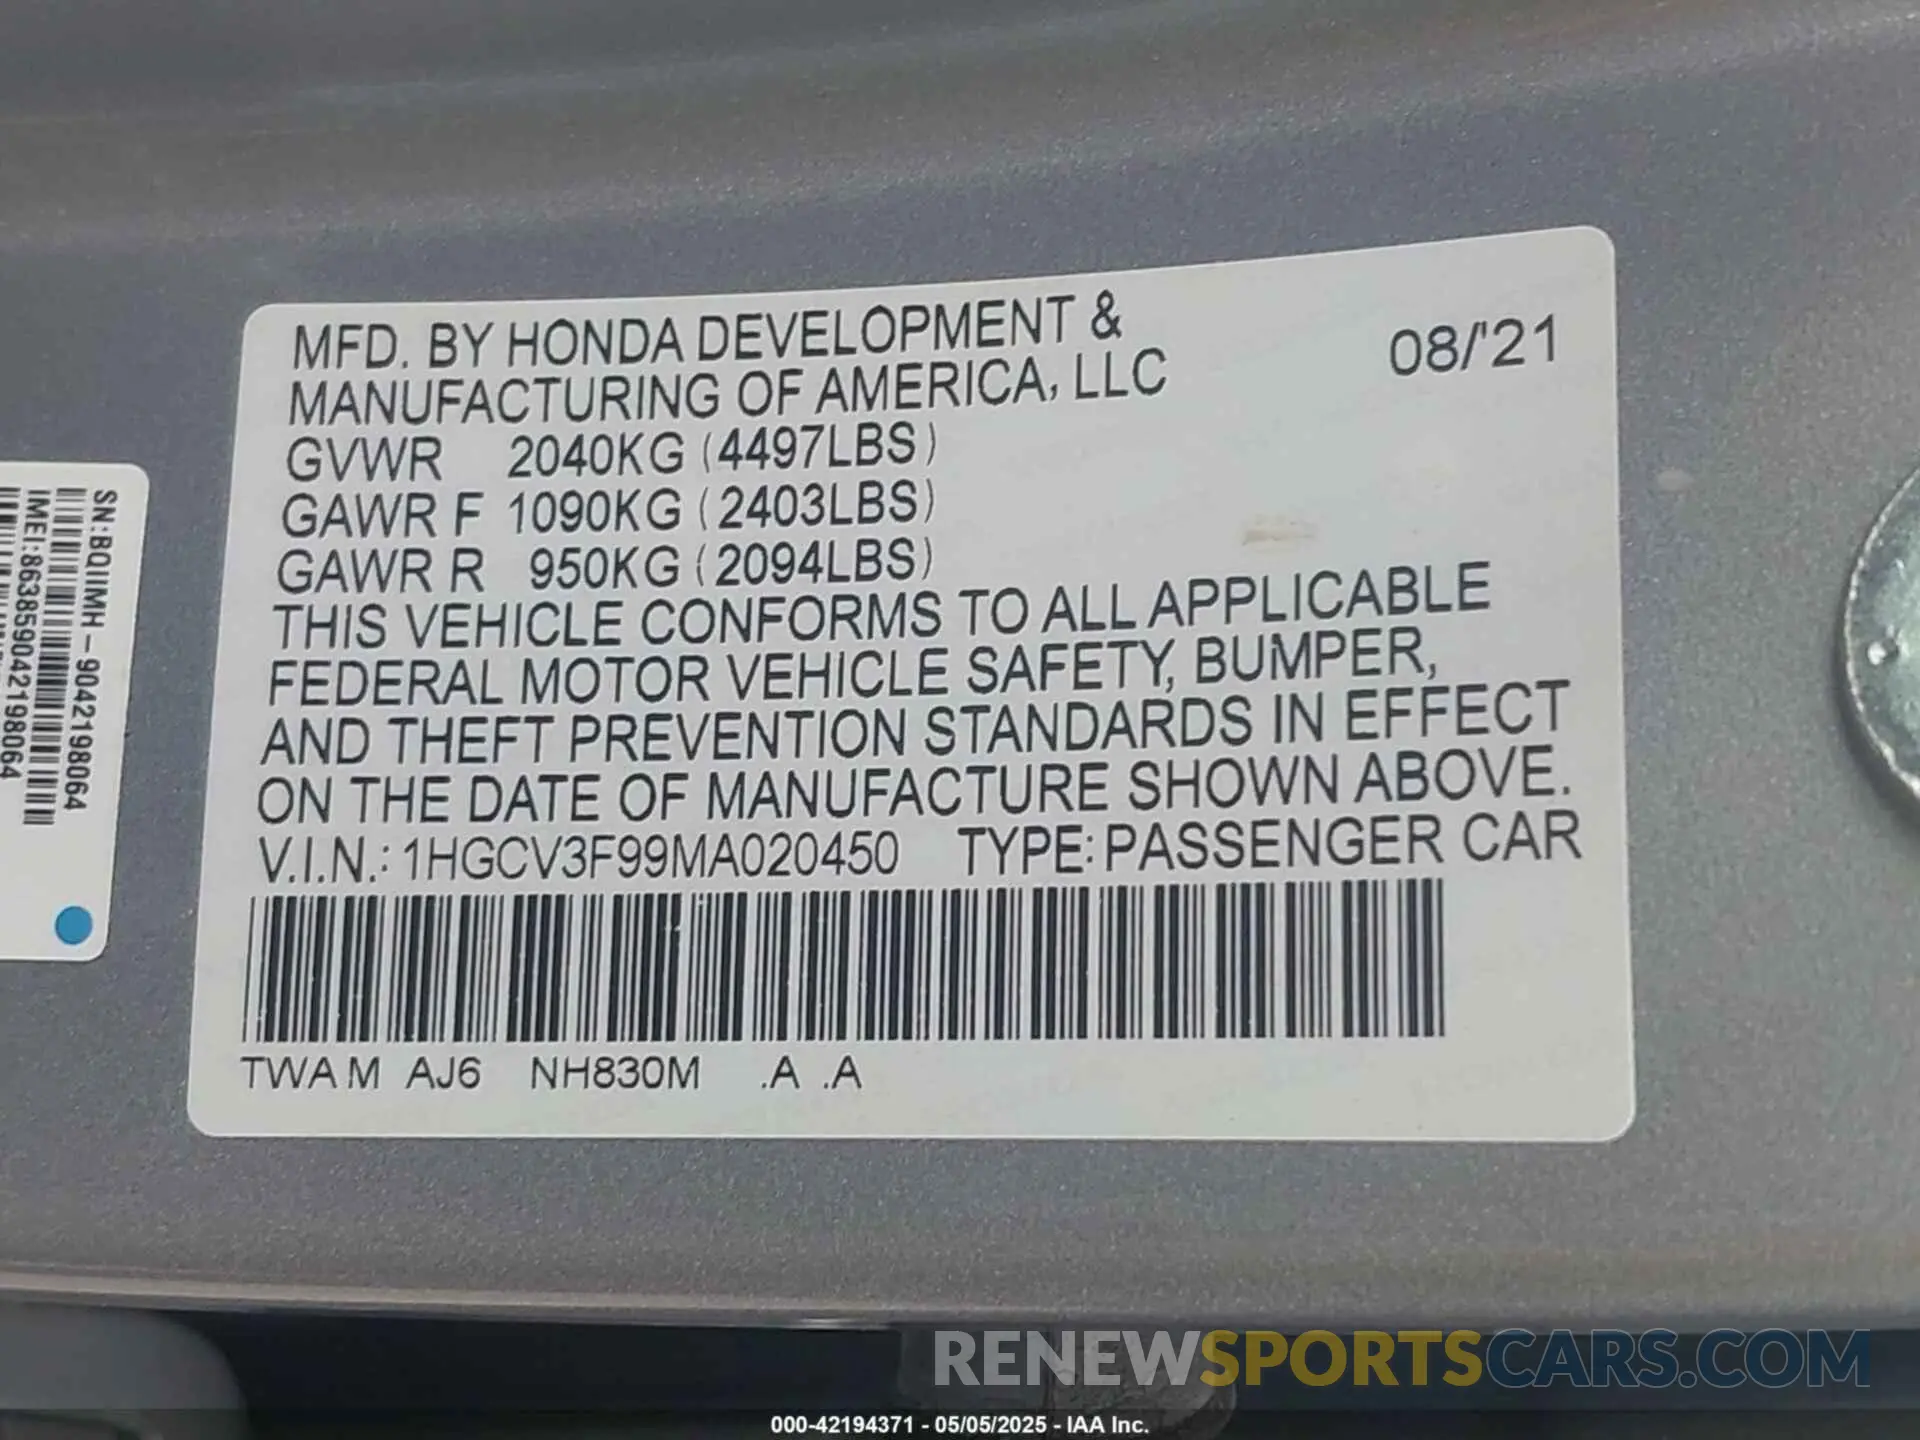 MFD. BY HONDA DEVELOPMENT &
MANUFACTURING OF AMERICA, LLC
08/'21
GVWR 2040KG (4497LBS)
GAWR F 1090KG (2403LBS)
GAWR R 950KG (2094LBS)
THIS VEHICLE CONFORMS TO ALL APPLICABLE
FEDERAL MOTOR VEHICLE SAFETY, BUMPER,
AND THEFT PREVENTION STANDARDS IN EFFECT
ON THE DATE OF MANUFACTURE SHOWN ABOVE.
V.I.N.: 1HGCV3F99MA020450 TYPE: PASSENGER CAR
TWAM AJ6 NH830M .A .A
SN:BQIMH-9042198064
IMEI:863859042198064
RENEWSPORTSCARS.COM
000-42194371 - 05/05/2025 - IAA Inc.